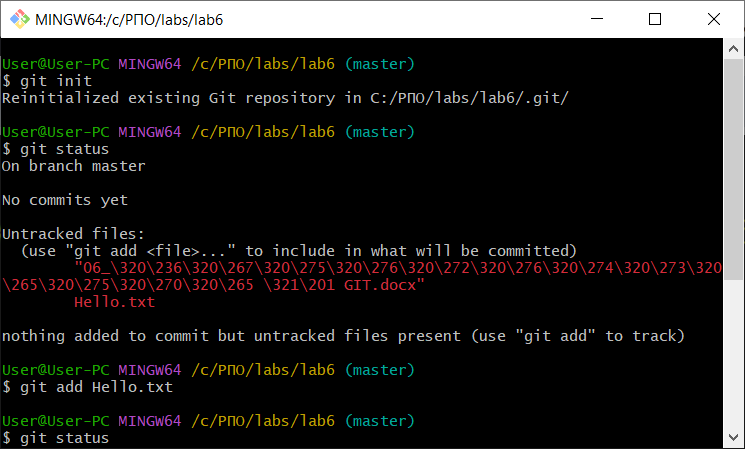 MINGW64:/c/РПО/labs/lab6
User@User-PC MINGW64 /c/РПО/labs/lab6 (master)
$ git init
Reinitialized existing Git repository in C:/РПО/labs/lab6/.git/
User@User-PC MINGW64 /c/РПО/labs/lab6 (master)
$ git status
On branch master
No commits yet
Untracked files:
(use "git add <file>..." to include in what will be committed)
"06_\320\236\320\267\320\275\320\276\320\272\320\276\320\274\320\273\320
\265\320\275\320\270\320\265 \321\201 GIT.docx"
Hello.txt
nothing added to commit but untracked files present (use "git add" to track)
User@User-PC MINGW64 /c/РПО/labs/lab6 (master)
$ git add Hello.txt
User@User-PC MINGW64 /c/РПО/labs/lab6 (master)
$ git status